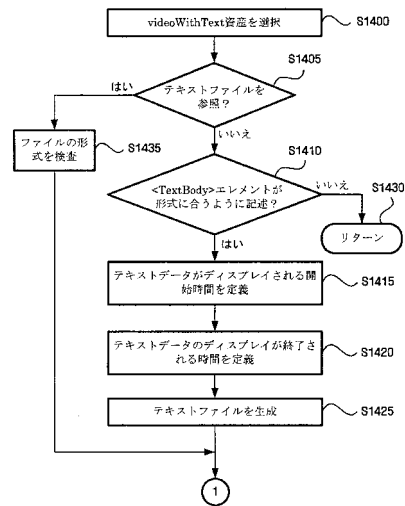 videoWithText資産を選択
S1400
S1405
はい
テキストファイルを
参照?
いいえ
ファイルの形
式を検査
S1435
S1410
<TextBody>エレメントが
形式に合うように記述?
いいえ
S1430
リターン
はい
テキストデータがディスプレイされる開
始時間を定義
S1415
テキストデータのディスプレイが終了さ
れる時間を定義
S1420
テキストファイルを生成
S1425
1